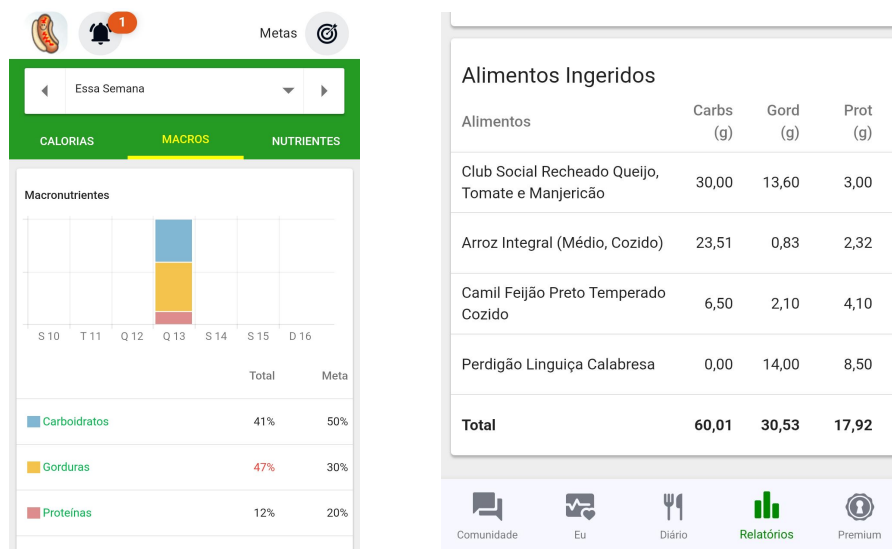 1
Metas
Essa Semana
CALORIAS MACROS NUTRIENTES
Macronutrientes
S 10 T 11 Q 12 Q 13 S 14 S 15 D 16
Total Meta
Carboidratos 41% 50%
Gorduras 47% 30%
Proteínas 12% 20%
Alimentos Ingeridos
Alimentos Carbs (g) Gord (g) Prot (g)
Club Social Recheado Queijo,
Tomate e Manjericão 30,00 13,60 3,00
Arroz Integral (Médio, Cozido) 23,51 0,83 2,32
Camil Feijão Preto Temperado
Cozido 6,50 2,10 4,10
Perdigão Linguiça Calabresa 0,00 14,00 8,50
Total 60,01 30,53 17,92
Comunidade Eu Diário Relatórios Premium